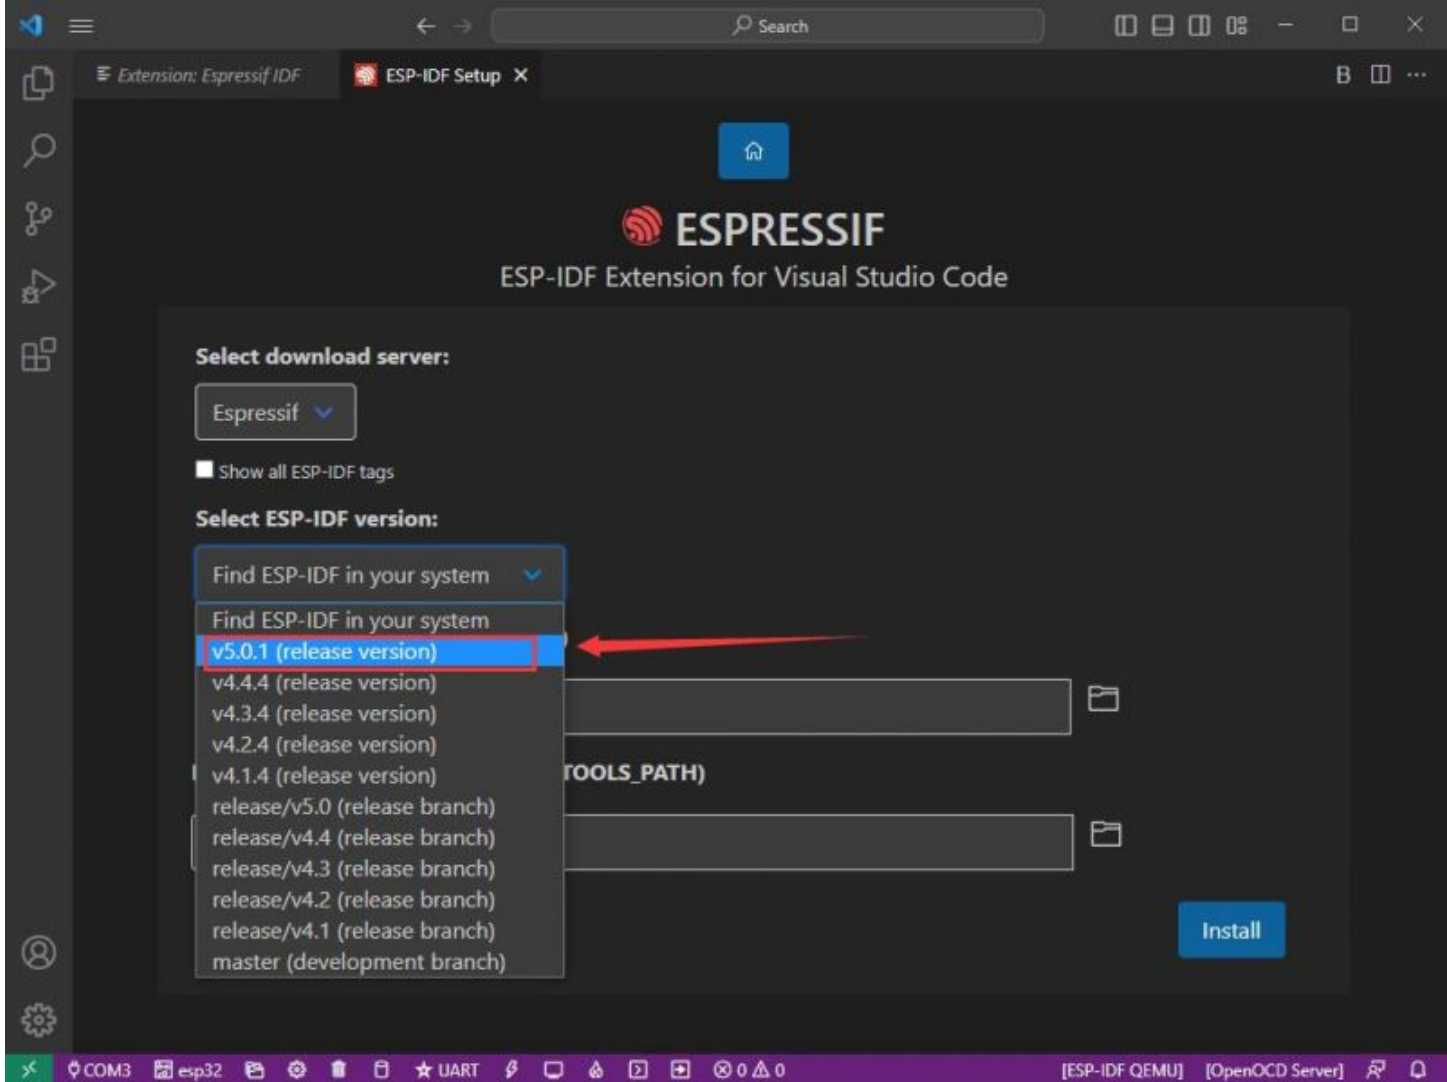 Search
Extension: Espressif IDF
ESP-IDF Setup
ESPRESSIF
ESP-IDF Extension for Visual Studio Code
Select download server:
Espressif
Show all ESP-IDF tags
Select ESP-IDF version:
Find ESP-IDF in your system
Find ESP-IDF in your system
v5.0.1 (release version)
v4.4.4 (release version)
v4.3.4 (release version)
v4.2.4 (release version)
v4.1.4 (release version)
TOOLS_PATH)
release/v5.0 (release branch)
release/v4.4 (release branch)
release/v4.3 (release branch)
release/v4.2 (release branch)
release/v4.1 (release branch)
Install
master (development branch)
COM3 esp32 UART 0 0 [ESP-IDF QEMU] [OpenOCD Server]